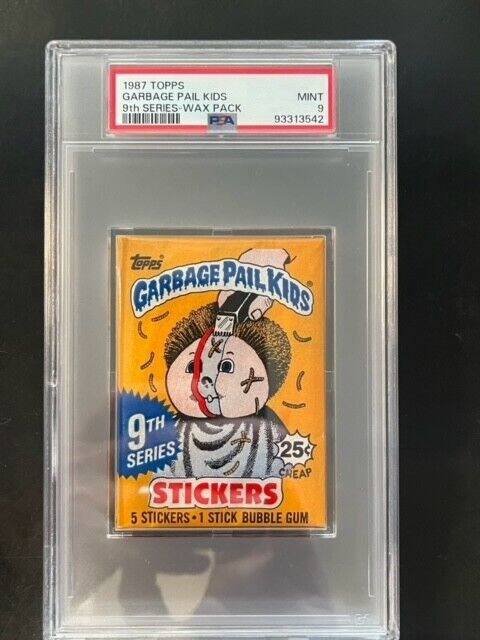 1987 TOPPS
GARBAGE PAIL KIDS MINT
9th SERIES-WAX PACK 9
PSA 93313542
topps
GARBAGE PAIL KIDS
9TH
SERIES
25¢
CHEAP
STICKERS
5 STICKERS • 1 STICK BUBBLE GUM